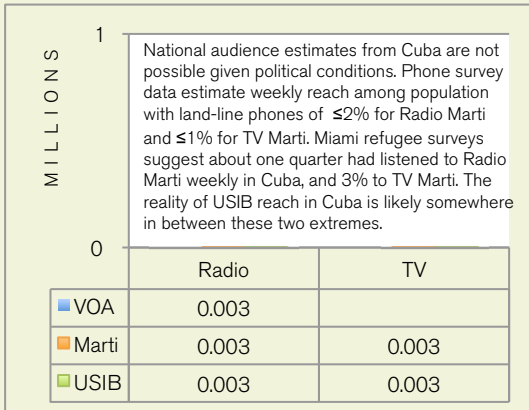 MILLIONS
1
National audience estimates from Cuba are not
possible given political conditions. Phone survey
data estimate weekly reach among population
with land-line phones of ≤2% for Radio Marti
and ≤1% for TV Marti. Miami refugee surveys
suggest about one quarter had listened to Radio
Marti weekly in Cuba, and 3% to TV Marti. The
reality of USIB reach in Cuba is likely somewhere
in between these two extremes.
0
Radio TV
VOA 0.003
Marti 0.003 0.003
USIB 0.003 0.003